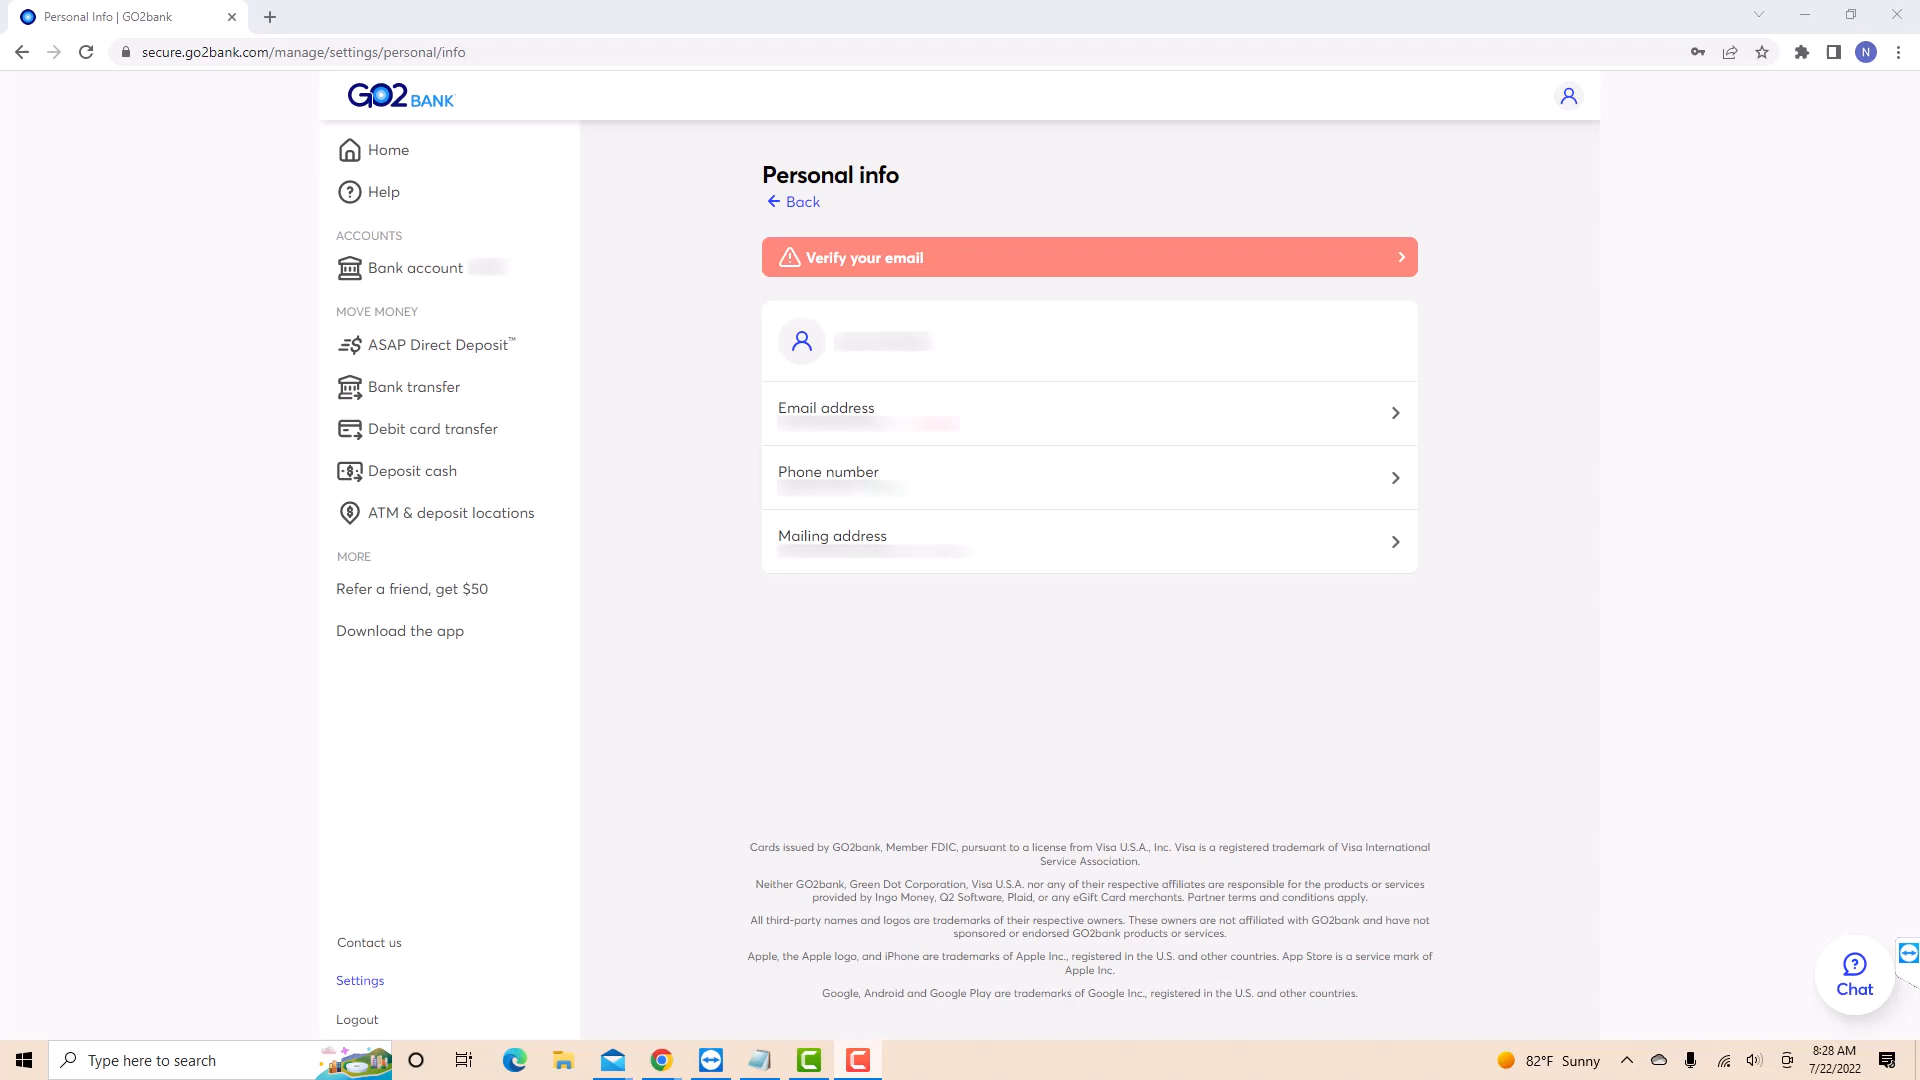 Personal Info | GO2bank
secure.go2bank.com/manage/settings/personal/info
N
GO2 BANK
Home
Help
ACCOUNTS
Bank account
MOVE MONEY
ASAP Direct Deposit™
Bank transfer
Debit card transfer
Deposit cash
ATM & deposit locations
MORE
Refer a friend, get $50
Download the app
Contact us
Settings
Logout
Personal info
Back
Verify your email
Email address
Phone number
Mailing address
Cards issued by GO2bank, Member FDIC, pursuant to a license from Visa U.S.A., Inc. Visa is a registered trademark of Visa International
Service Association.
Neither GO2bank, Green Dot Corporation, Visa U.S.A. nor any of their respective affiliates are responsible for the products or services
provided by Ingo Money, Q2 Software, Plaid, or any eGift Card merchants. Partner terms and conditions apply.
All third-party names and logos are trademarks of their respective owners. These owners are not affiliated with GO2bank and have not
sponsored or endorsed GO2bank products or services.
Apple, the Apple logo, and iPhone are trademarks of Apple Inc., registered in the U.S. and other countries. App Store is a service mark of
Apple Inc.
Google, Android and Google Play are trademarks of Google Inc., registered in the U.S. and other countries.
Chat
Type here to search
82°F Sunny
8:28 AM
7/22/2022